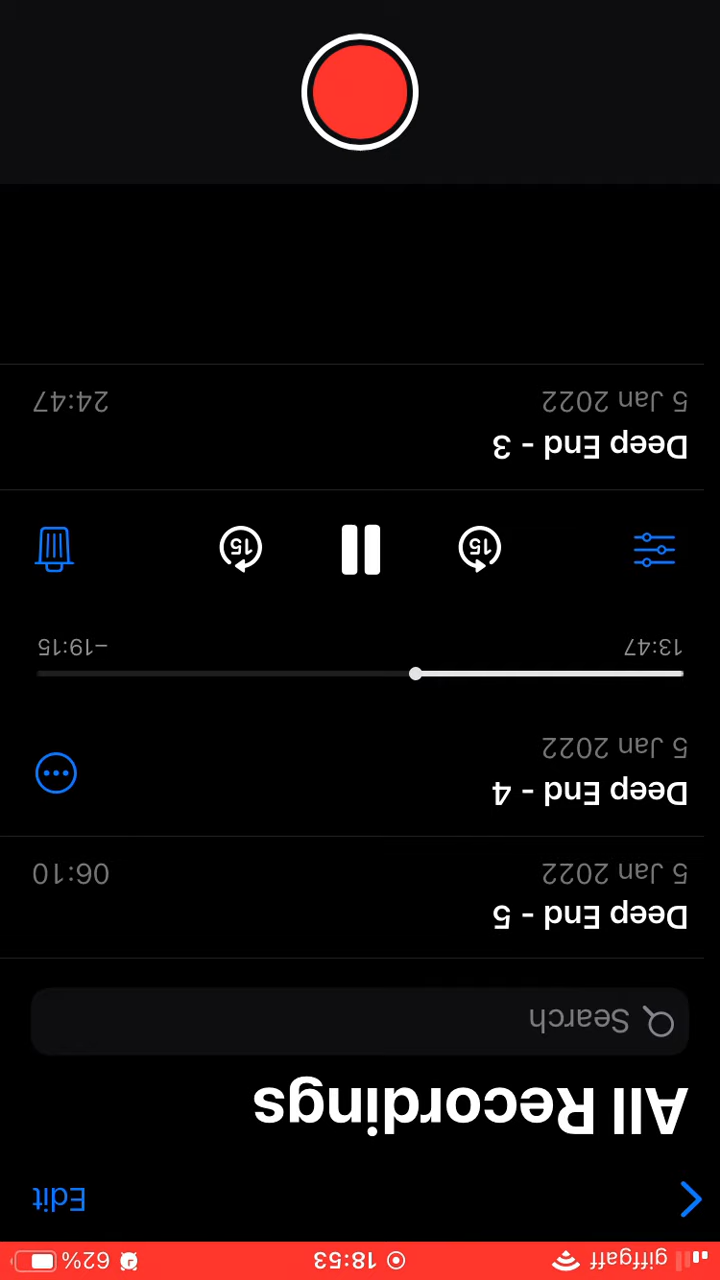 giffgaff 18:53 62%
Edit
All Recordings
Search
Deep End - 5
5 Jan 2022 06:10
Deep End - 4
5 Jan 2022
13:47 -19:15
15 15
Deep End - 3
5 Jan 2022 24:47